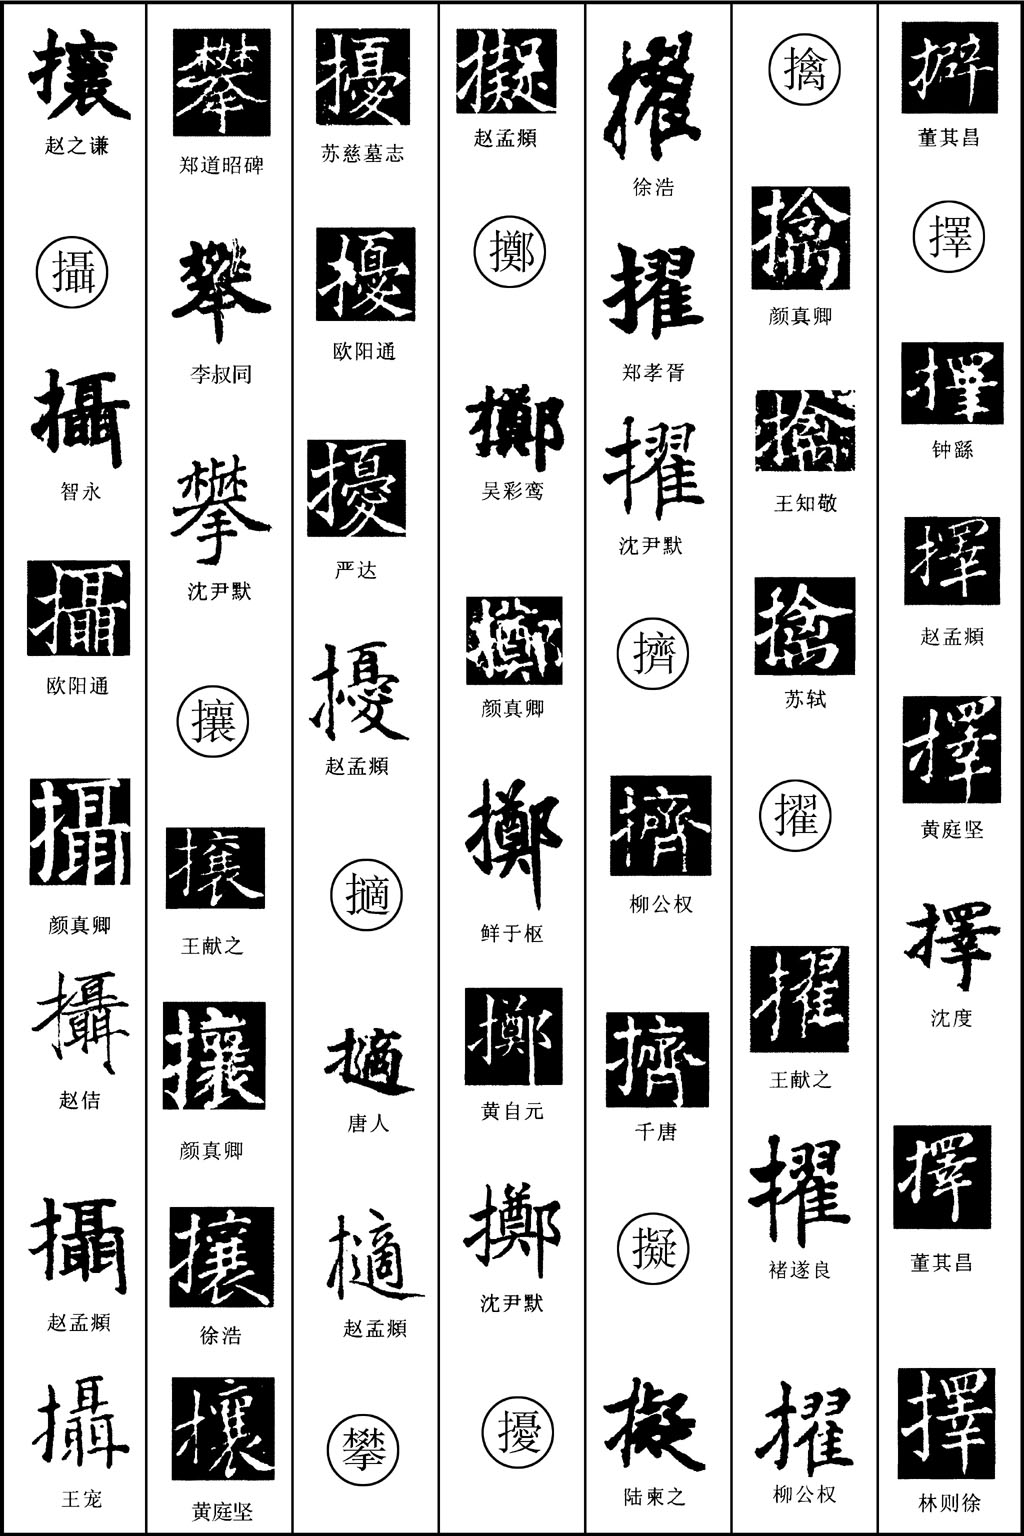 擗
董其昌
擇
擇
钟繇
擇
赵孟頫
擇
黄庭坚
擇
沈度
擇
董其昌
擇
林则徐
擒
擒
颜真卿
擒
王知敬
擒
苏轼
擢
擢
王献之
擢
褚遂良
擢
柳公权
擢
徐浩
擢
郑孝胥
擢
沈尹默
擠
擠
柳公权
擠
千唐
擬
擬
陆柬之
擬
赵孟頫
擲
擲
吴彩鸾
擲
颜真卿
擲
鲜于枢
擲
黄自元
擲
沈尹默
擾
擾
苏慈墓志
擾
欧阳通
擾
严达
擾
赵孟頫
擿
擿
唐人
擿
赵孟頫
攀
攀
郑道昭碑
攀
李叔同
攀
沈尹默
攘
攘
王献之
攘
颜真卿
攘
徐浩
攘
黄庭坚
攘
赵之谦
攝
攝
智永
攝
欧阳通
攝
颜真卿
攝
赵佶
攝
赵孟頫
攝
王宠